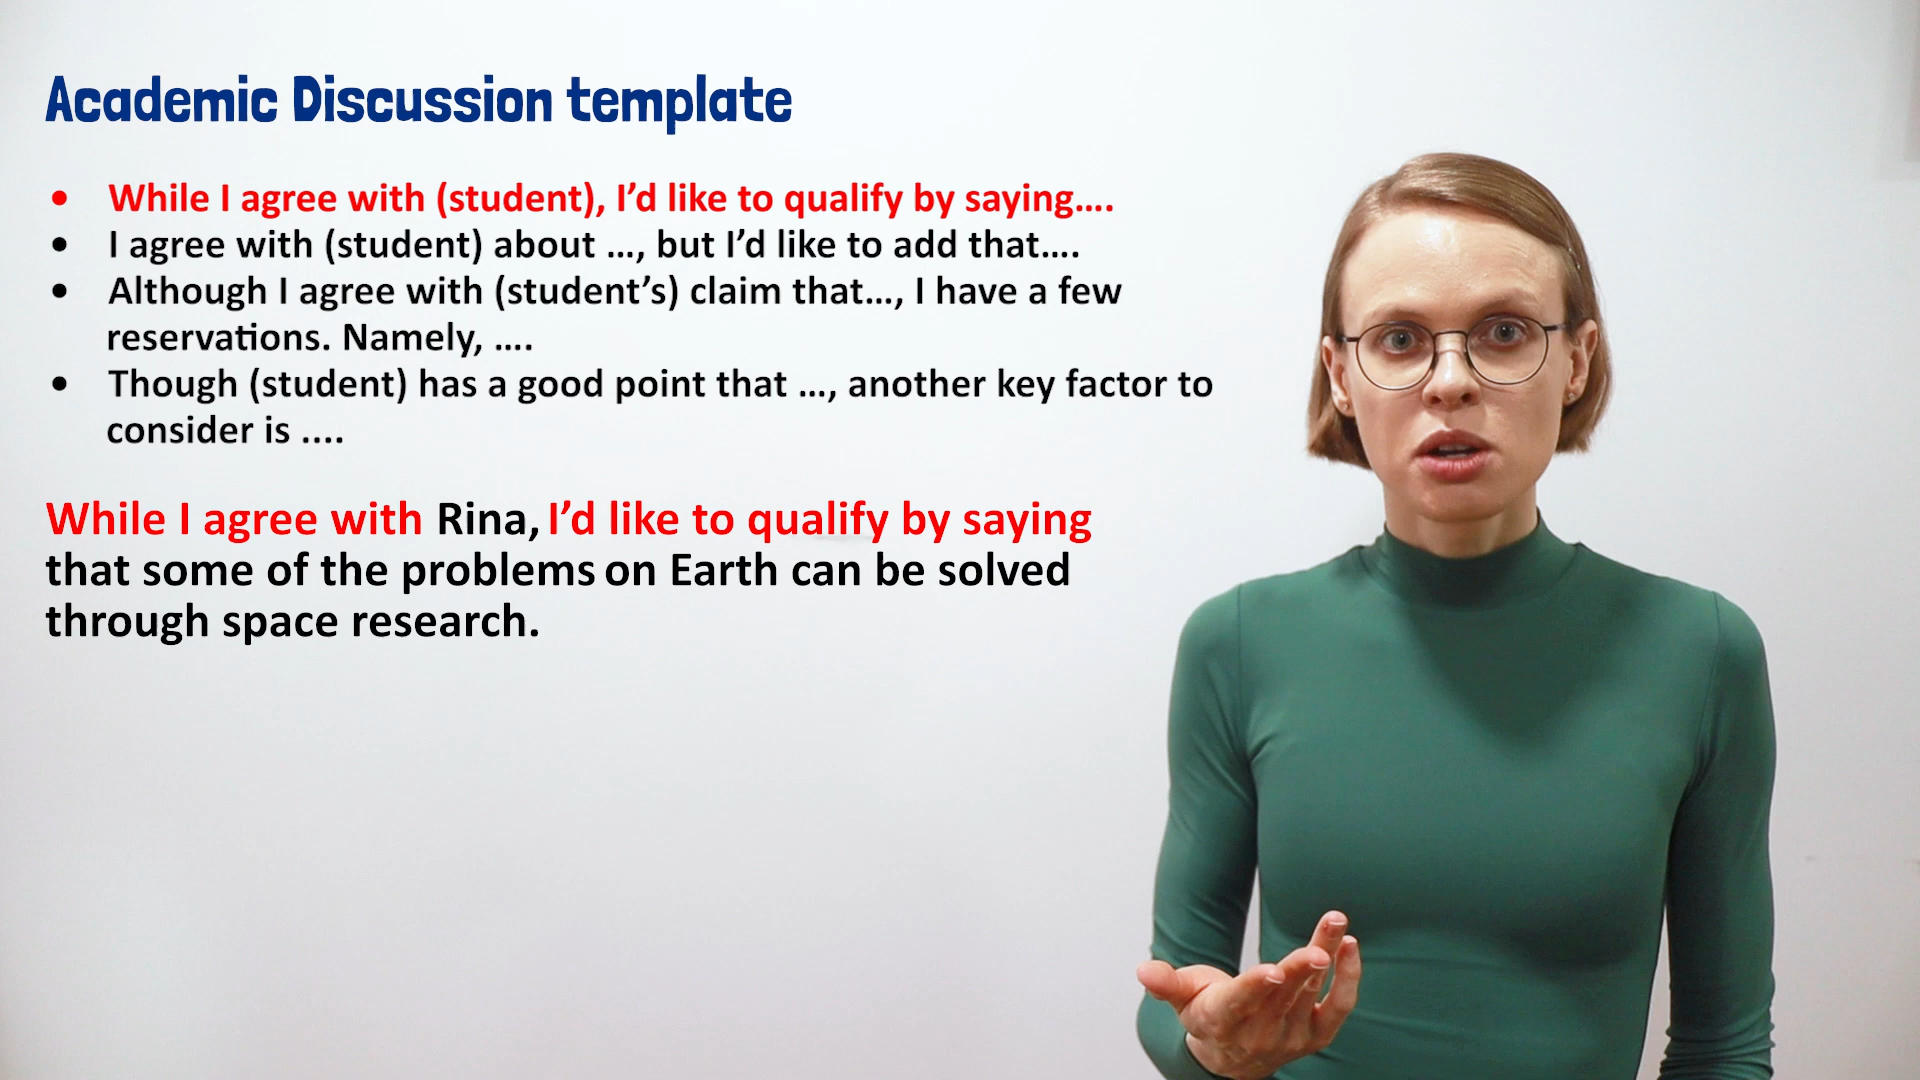 Academic Discussion template
• While I agree with (student), I’d like to qualify by saying….
• I agree with (student) about …, but I’d like to add that….
• Although I agree with (student’s) claim that…, I have a few
reservations. Namely, ….
• Though (student) has a good point that …, another key factor to
consider is ....
While I agree with Rina, I’d like to qualify by saying
that some of the problems on Earth can be solved
through space research.